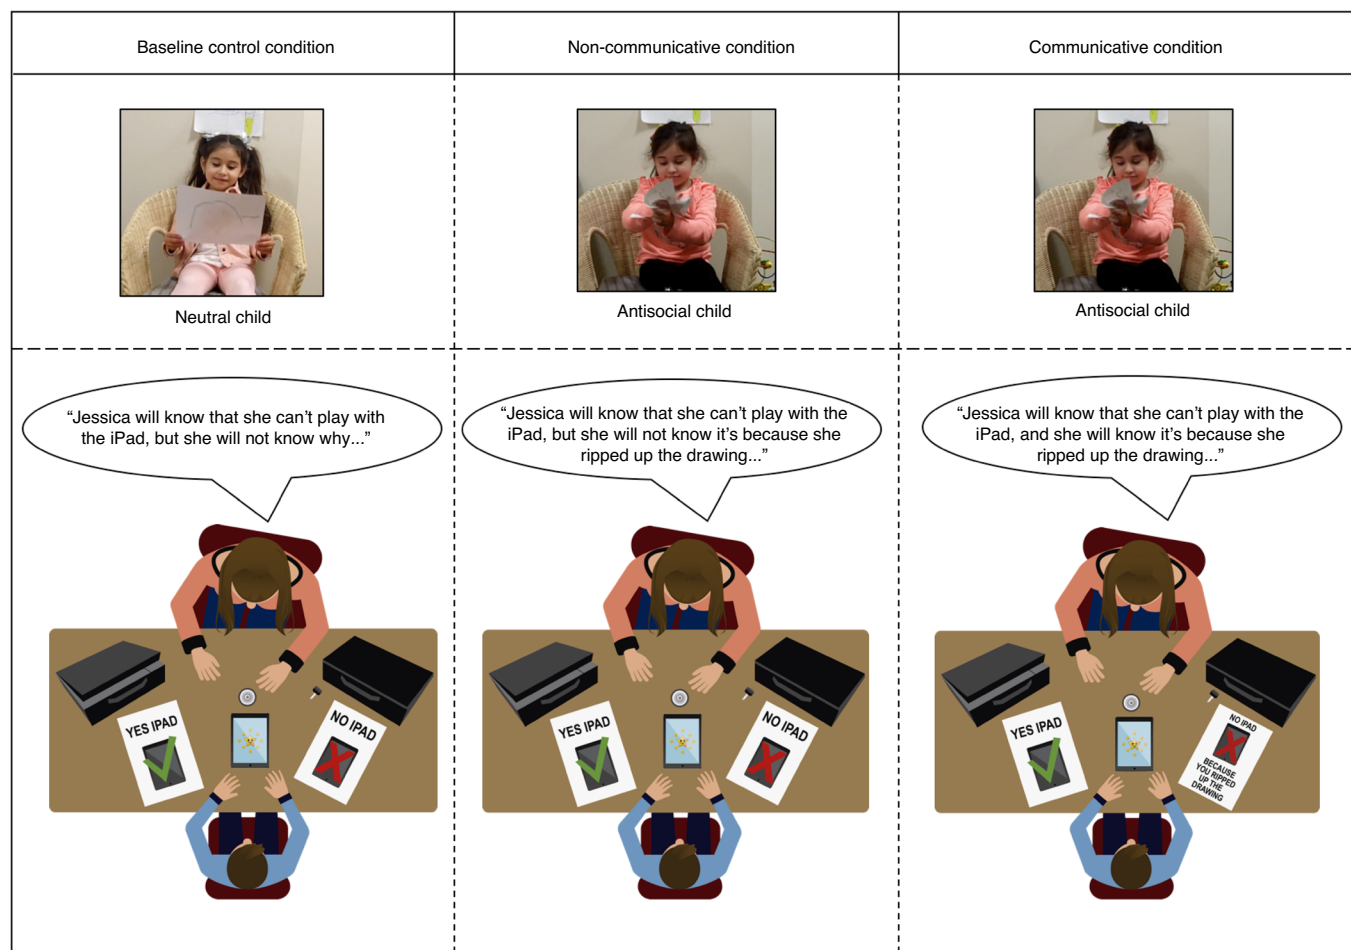 Baseline control condition
Non-communicative condition
Communicative condition
Neutral child
Antisocial child
Antisocial child
“Jessica will know that she can’t play with
the iPad, but she will not know why...”
“Jessica will know that she can’t play with the
iPad, but she will not know it’s because she
ripped up the drawing...”
“Jessica will know that she can’t play with the
iPad, and she will know it’s because she
ripped up the drawing...”
YES IPAD
NO IPAD
YES IPAD
NO IPAD
YES IPAD
NO IPAD
BECAUSE
YOU RIPPED
UP THE
DRAWING